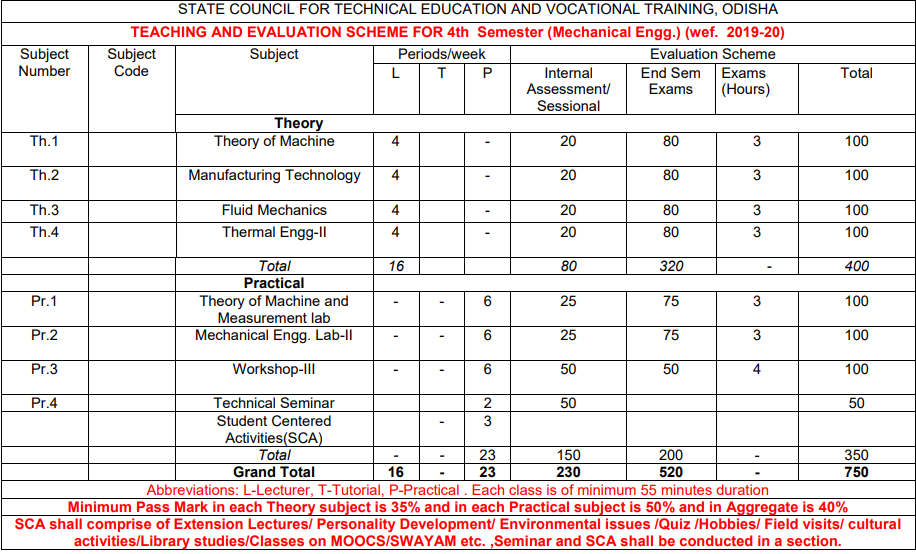 STATE COUNCIL FOR TECHNICAL EDUCATION AND VOCATIONAL TRAINING, ODISHA
TEACHING AND EVALUATION SCHEME FOR 4th Semester (Mechanical Engg.) (wef. 2019-20)
Subject Number Subject Code Subject Periods/week Evaluation Scheme
L T P Internal Assessment/ Sessional End Sem Exams Exams (Hours) Total
Theory
Th.1 Theory of Machine 4 - 20 80 3 100
Th.2 Manufacturing Technology 4 - 20 80 3 100
Th.3 Fluid Mechanics 4 - 20 80 3 100
Th.4 Thermal Engg-II 4 - 20 80 3 100
Total 16 80 320 - 400
Practical
Pr.1 Theory of Machine and Measurement lab - - 6 25 75 3 100
Pr.2 Mechanical Engg. Lab-II - - 6 25 75 3 100
Pr.3 Workshop-III - - 6 50 50 4 100
Pr.4 Technical Seminar 2 50 50
Student Centered Activities(SCA) - 3
Total - - 23 150 200 - 350
Grand Total 16 - 23 230 520 - 750
Abbreviations: L-Lecturer, T-Tutorial, P-Practical . Each class is of minimum 55 minutes duration
Minimum Pass Mark in each Theory subject is 35% and in each Practical subject is 50% and in Aggregate is 40%
SCA shall comprise of Extension Lectures/ Personality Development/ Environmental issues /Quiz /Hobbies/ Field visits/ cultural
activities/Library studies/Classes on MOOCS/SWAYAM etc. ,Seminar and SCA shall be conducted in a section.